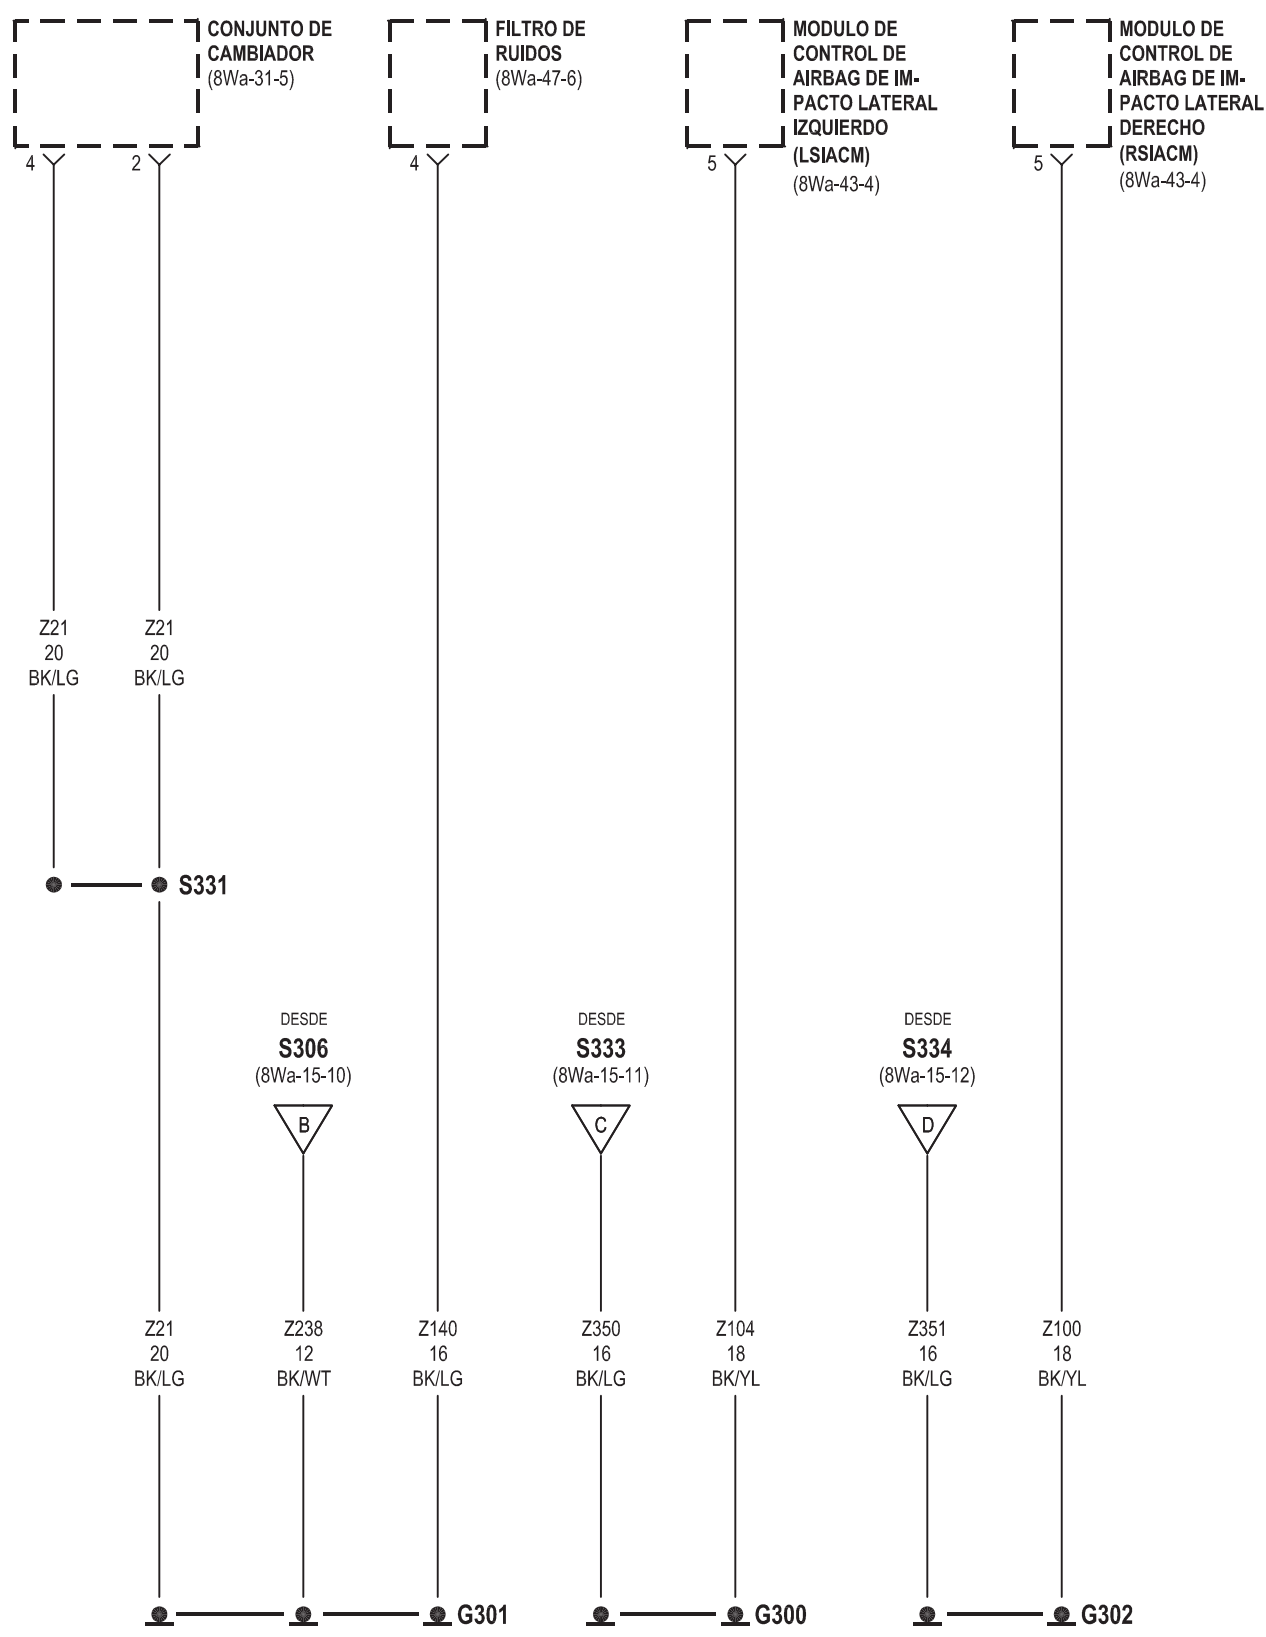 CONJUNTO DE
CAMBIADOR
(8Wa-31-5)
FILTRO DE
RUIDOS
(8Wa-47-6)
MODULO DE
CONTROL DE
AIRBAG DE IM-
PACTO LATERAL
IZQUIERDO
(LSIACM)
(8Wa-43-4)
MODULO DE
CONTROL DE
AIRBAG DE IM-
PACTO LATERAL
DERECHO
(RSIACM)
(8Wa-43-4)
4
2
4
5
5
Z21
20
BK/LG
Z21
20
BK/LG
S331
DESDE
S306
(8Wa-15-10)
B
DESDE
S333
(8Wa-15-11)
C
DESDE
S334
(8Wa-15-12)
D
Z21
20
BK/LG
Z238
12
BK/WT
Z140
16
BK/LG
Z350
16
BK/LG
Z104
18
BK/YL
Z351
16
BK/LG
Z100
18
BK/YL
G301
G300
G302